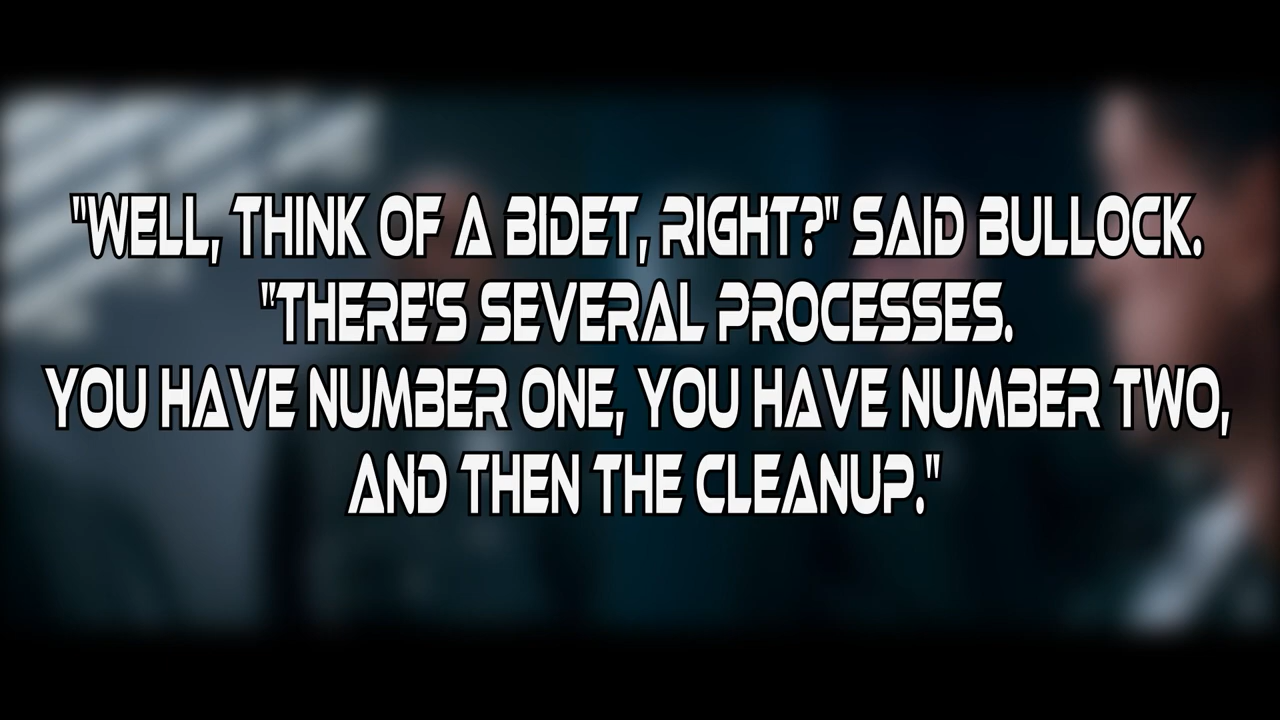 "WELL, THINK OF A BIDET, RIGHT?" SAID BULLOCK.
"THERE'S SEVERAL PROCESSES.
YOU HAVE NUMBER ONE, YOU HAVE NUMBER TWO,
AND THEN THE CLEANUP."